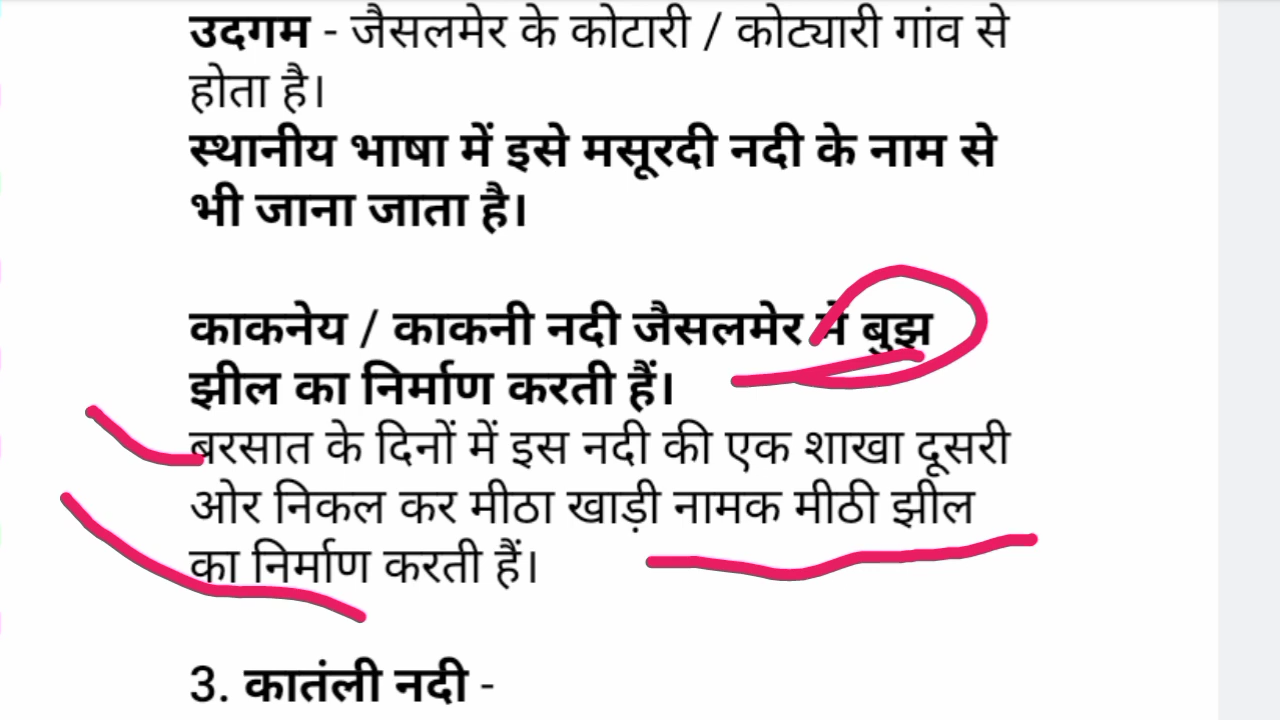 उदगम - जैसलमेर के कोटारी / कोट्यारी गांव से
होता है।
स्थानीय भाषा में इसे मसूरदी नदी के नाम से
भी जाना जाता है।
काकनेय / काकनी नदी जैसलमेर में बुझ
झील का निर्माण करती हैं।
बरसात के दिनों में इस नदी की एक शाखा दूसरी
ओर निकल कर मीठा खाड़ी नामक मीठी झील
का निर्माण करती हैं।
3. कातंली नदी -